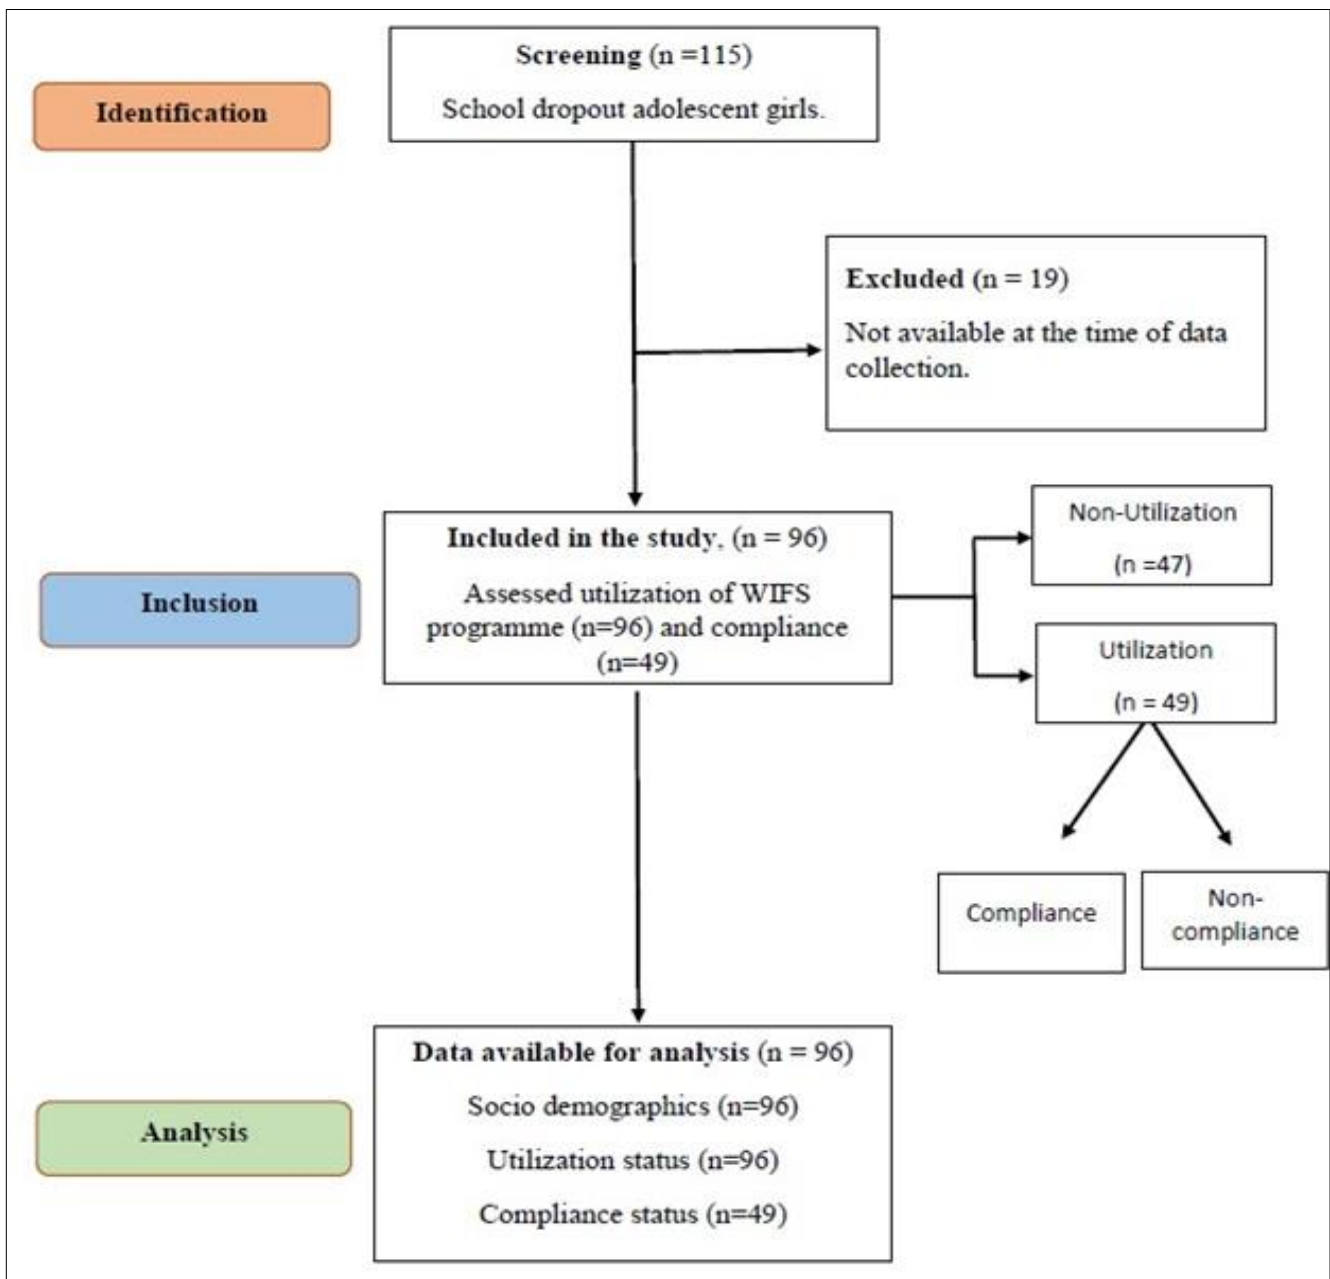 Screening (n =115)
School dropout adolescent girls.
Identification
Excluded (n = 19)
Not available at the time of data
collection.
Included in the study, (n = 96)
Assessed utilization of WIFS
programme (n=96) and compliance
(n=49)
Inclusion
Non-Utilization
(n =47)
Utilization
(n = 49)
Compliance
Non-
compliance
Data available for analysis (n = 96)
Socio demographics (n=96)
Utilization status (n=96)
Compliance status (n=49)
Analysis